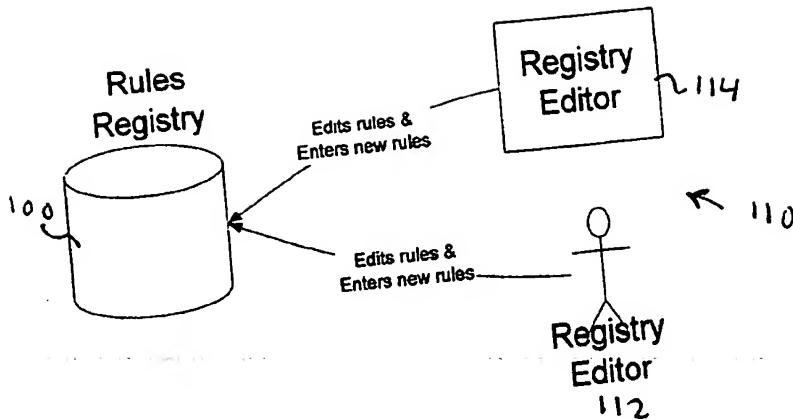 Rules
Registry
100
Edits rules &
Enters new rules
Registry
Editor
114
110
Edits rules &
Enters new rules
Registry
Editor
112